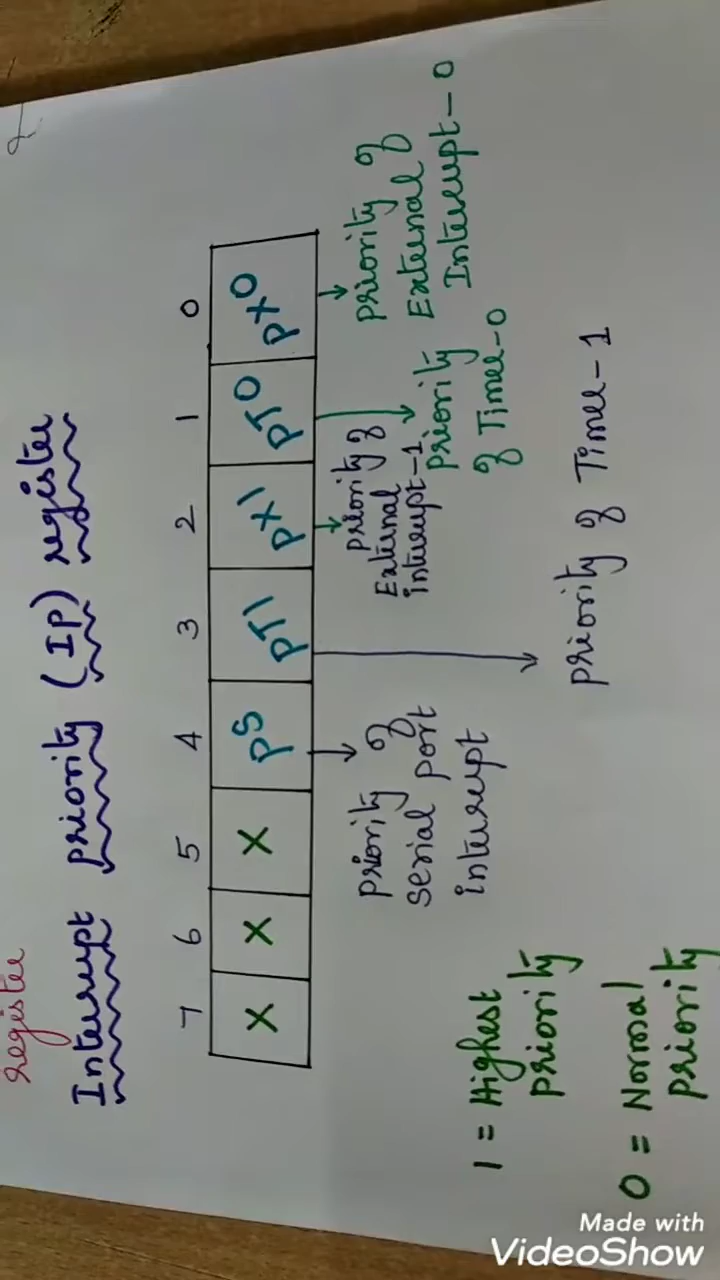 register
Interrupt priority (IP) register
7 6 5 4 3 2 1 0
X X X PS PT1 PX1 PT0 PX0
priority of
serial port
interrupt
priority of Timer-1
priority of
External
interrupt-1
priority
of Timer-0
priority of
External of
Interrupt-0
1 = Highest
priority
0 = Normal
priority
Made with
VideoShow